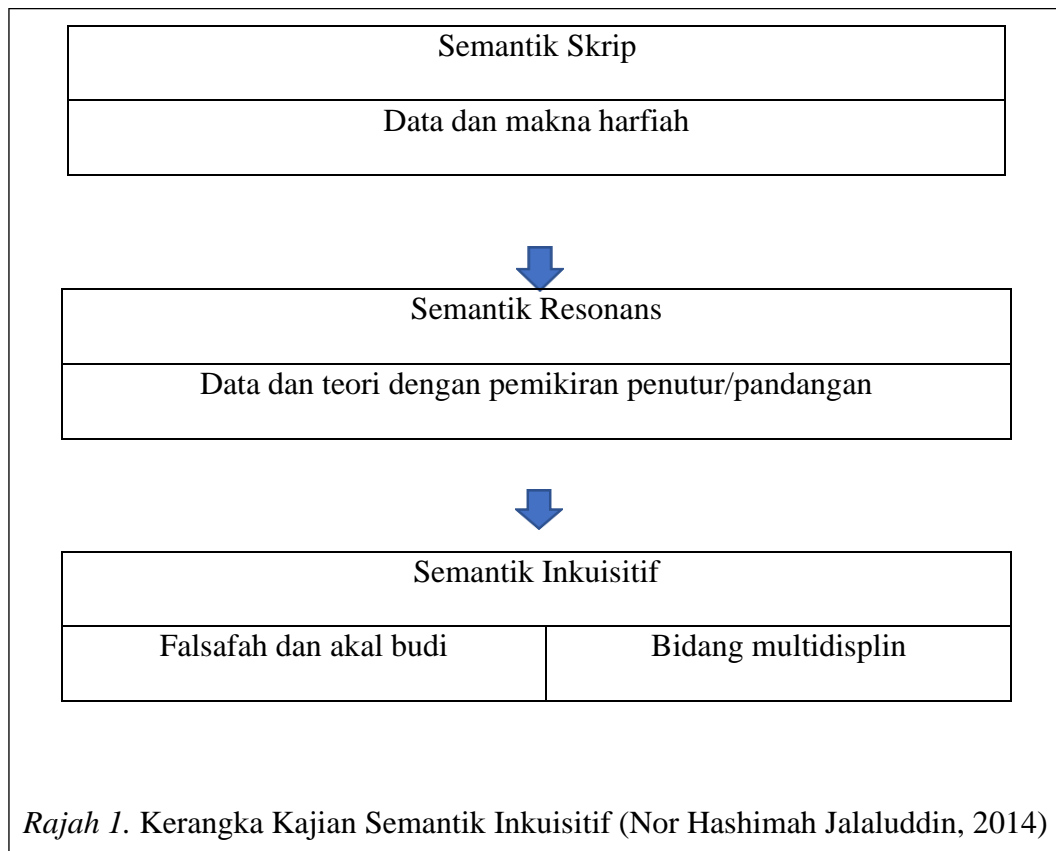 Semantik Skrip
Data dan makna harfiah
Semantik Resonans
Data dan teori dengan pemikiran penutur/pandangan
Semantik Inkuisitif
Falsafah dan akal budi
Bidang multidisplin
Rajah 1. Kerangka Kajian Semantik Inkuisitif (Nor Hashimah Jalaluddin, 2014)